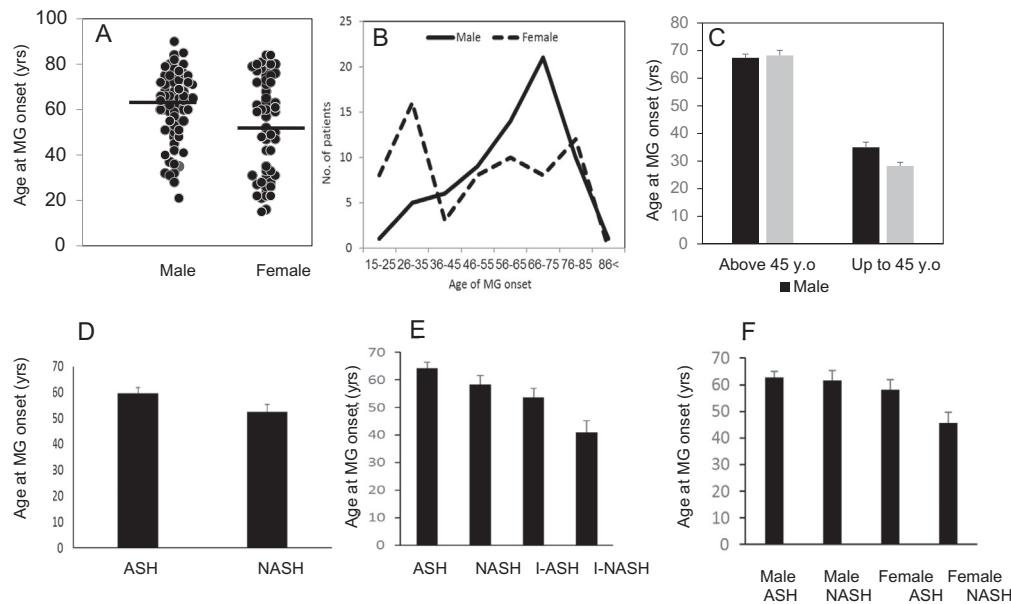 A
Age at MG onset (yrs)
100
80
60
40
20
0
Male Female
B
Male Female
No. of patients
25
20
15
10
5
0
15-25 26-35 36-45 46-55 56-65 66-75 76-85 86<
Age of MG onset
C
Age at MG onset (yrs)
80
70
60
50
40
30
20
10
0
Above 45 y.o Up to 45 y.o
Male
D
Age at MG onset (yrs)
70
60
50
40
30
20
10
0
ASH NASH
E
Age at MG onset (yrs)
70
60
50
40
30
20
10
0
ASH NASH I-ASH I-NASH
F
Age at MG onset (yrs)
70
60
50
40
30
20
10
0
Male Male Female Female
ASH NASH ASH NASH